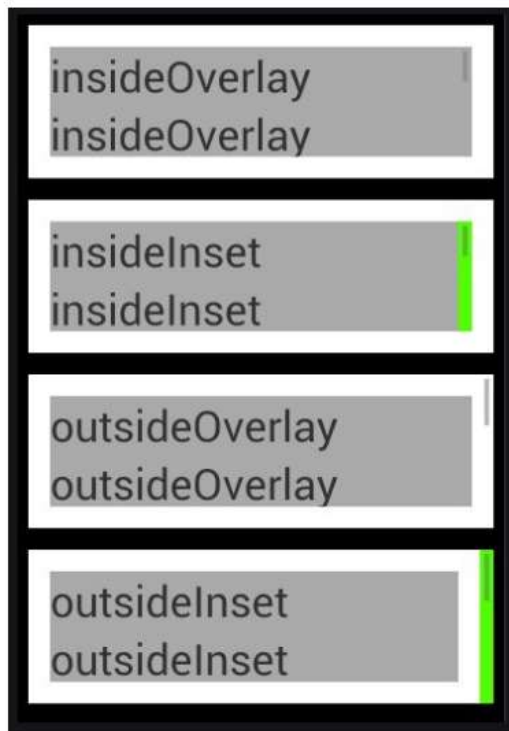 insideOverlay
insideOverlay
insideInset
insideInset
outsideOverlay
outsideOverlay
outsideInset
outsideInset